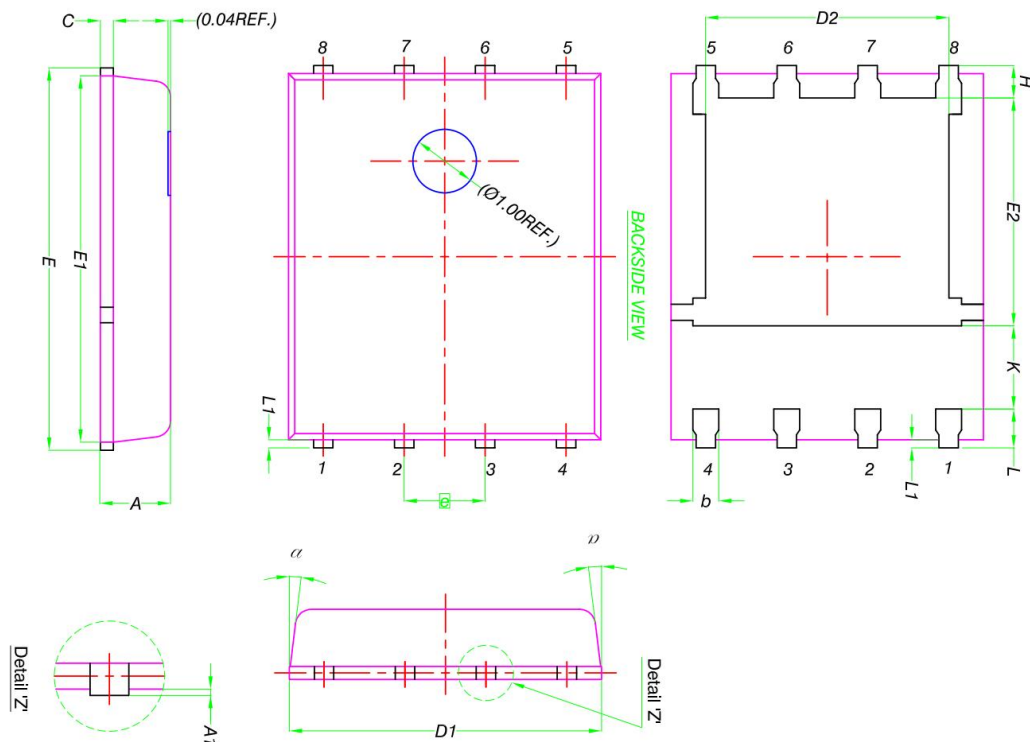 C
(0.04REF.)
D2
8 7 6 5
5 6 7 8
H
E
E1
(Ø1.00REF.)
BACKSIDE VIEW
E2
K
L1
1 2 3 4
4 3 2 1
L
L1
A
e
b
α
α
Detail 'Z'
A1
Detail 'Z'
D1